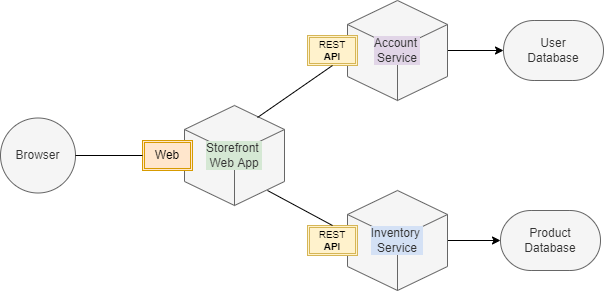 REST
API
Account
Service
User
Database
Browser
Web
Storefront
Web App
REST
API
Inventory
Service
Product
Database